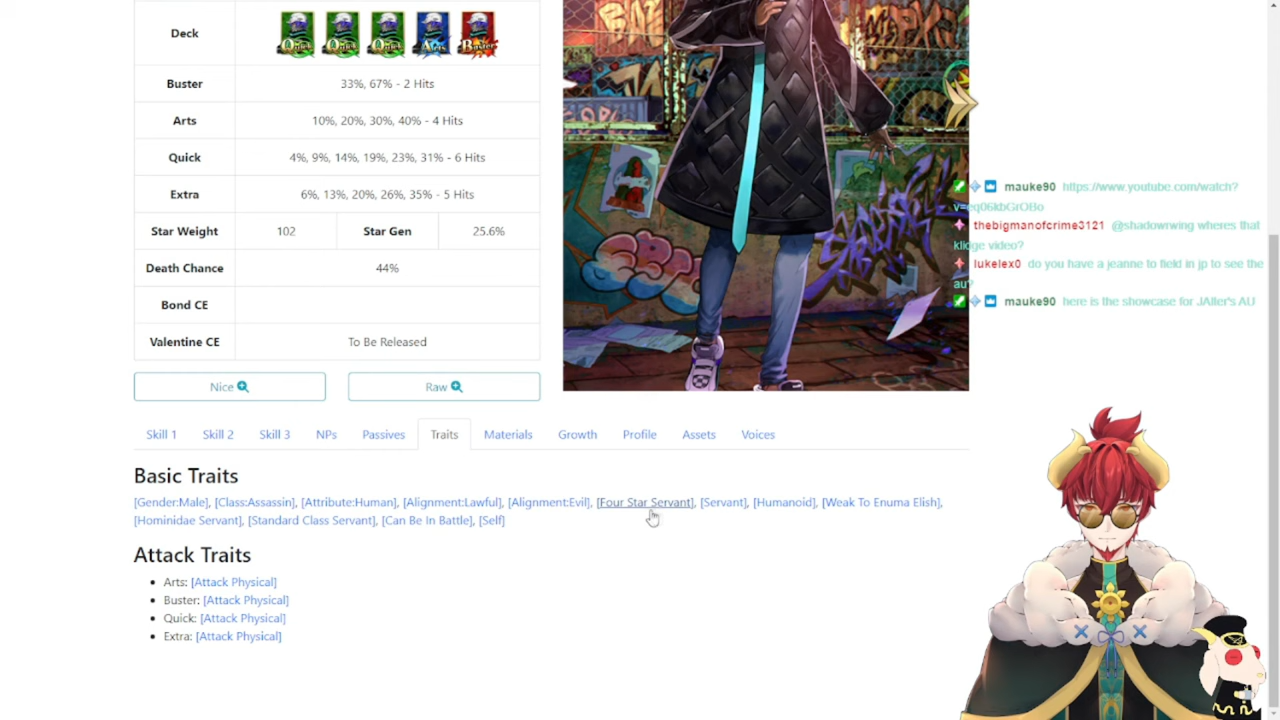 Deck
Quick Quick Quick Arts Buster
Buster 33%, 67% - 2 Hits
Arts 10%, 20%, 30%, 40% - 4 Hits
Quick 4%, 9%, 14%, 19%, 23%, 31% - 6 Hits
Extra 6%, 13%, 20%, 26%, 35% - 5 Hits
Star Weight 102 Star Gen 25.6%
Death Chance 44%
Bond CE
Valentine CE To Be Released
Nice Raw
Skill 1 Skill 2 Skill 3 NPs Passives Traits Materials Growth Profile Assets Voices
Basic Traits
[Gender:Male], [Class:Assassin], [Attribute:Human], [Alignment:Lawful], [Alignment:Evil], [Four Star Servant], [Servant], [Humanoid], [Weak To Enuma Elish],
[Hominidae Servant], [Standard Class Servant], [Can Be In Battle], [Self]
Attack Traits
Arts: [Attack Physical]
Buster: [Attack Physical]
Quick: [Attack Physical]
Extra: [Attack Physical]
mauke90 https://www.youtube.com/watch?
v=eq06kbGrOBo
thebigmanofcrime3121 @shadowwing wheres that
klidge video?
lukelex0 do you have a jeanne to field in jp to see the
au?
mauke90 here is the showcase for JAlter's AU